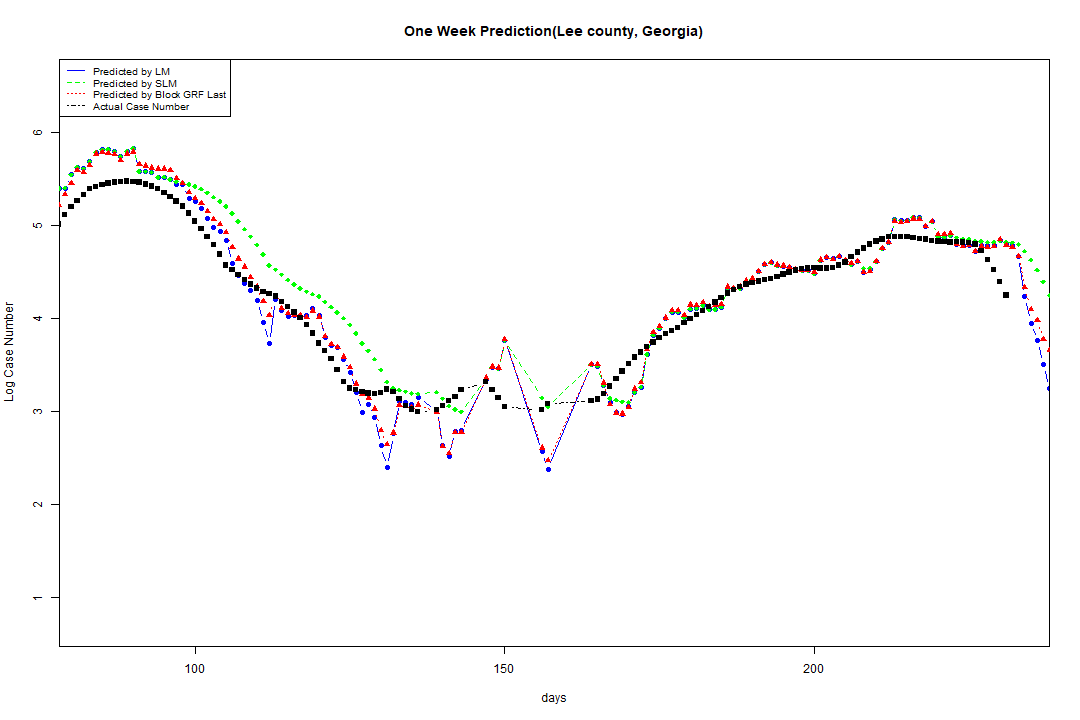 One Week Prediction(Lee county, Georgia)
Predicted by LM
Predicted by SLM
Predicted by Block GRF Last
Actual Case Number
6
5
4
3
2
1
Log Case Number
100 150 200
days